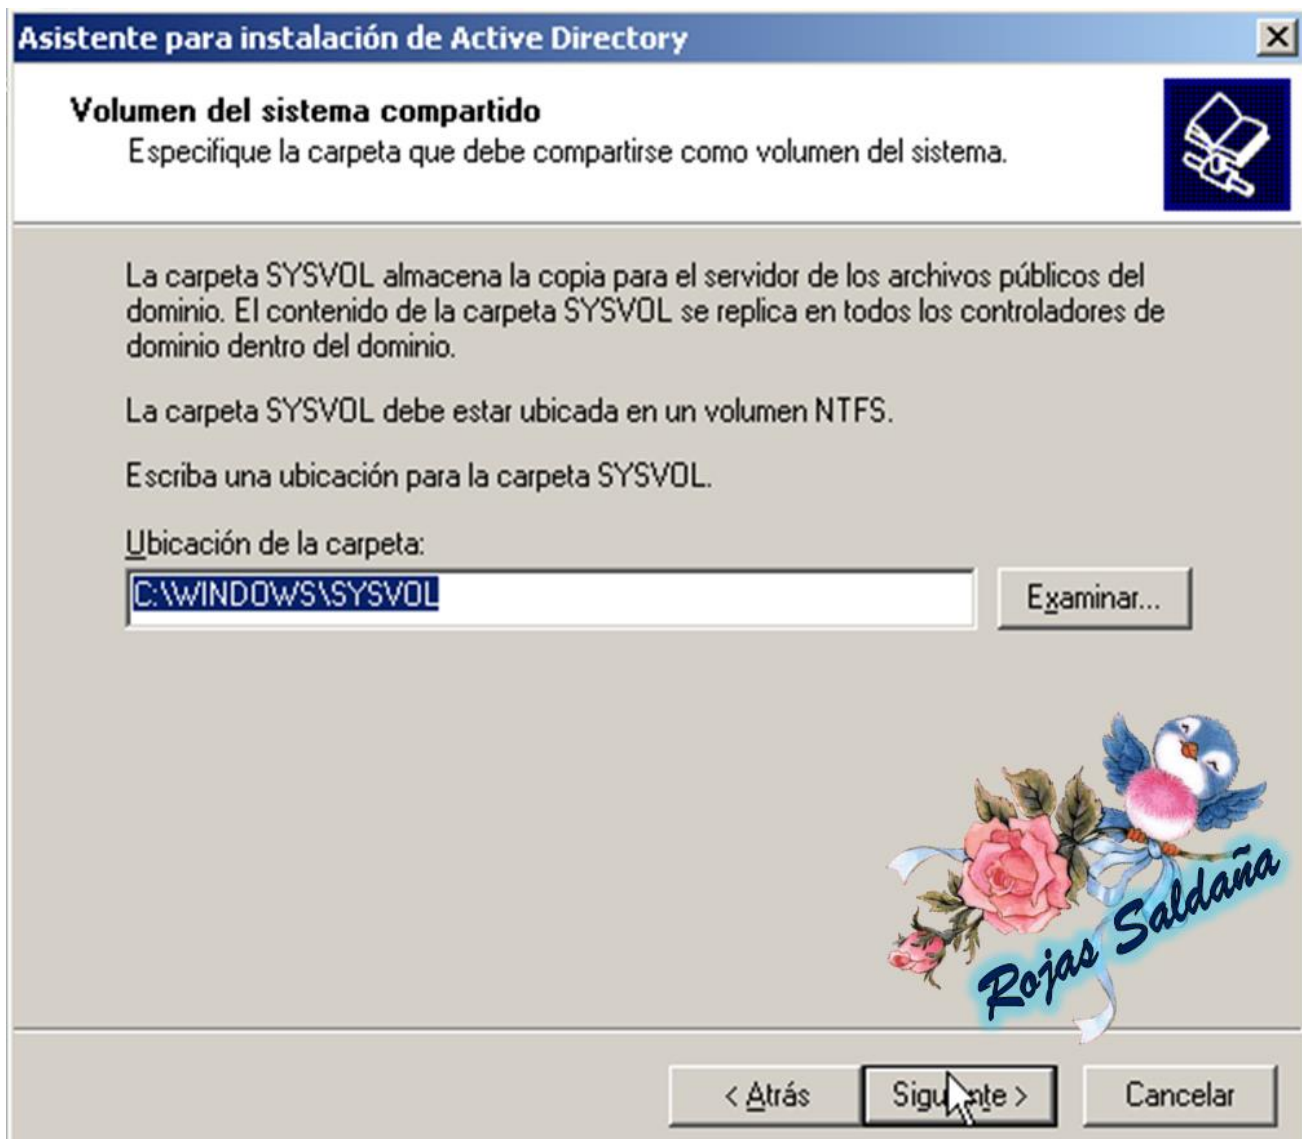 Asistente para instalación de Active Directory
Volumen del sistema compartido
Especifique la carpeta que debe compartirse como volumen del sistema.
La carpeta SYSVOL almacena la copia para el servidor de los archivos públicos del
dominio. El contenido de la carpeta SYSVOL se replica en todos los controladores de
dominio dentro del dominio.
La carpeta SYSVOL debe estar ubicada en un volumen NTFS.
Escriba una ubicación para la carpeta SYSVOL.
Ubicación de la carpeta:
C:\WINDOWS\SYSVOL
Examinar...
Rojas Saldaña
< Atrás
Siguiente >
Cancelar